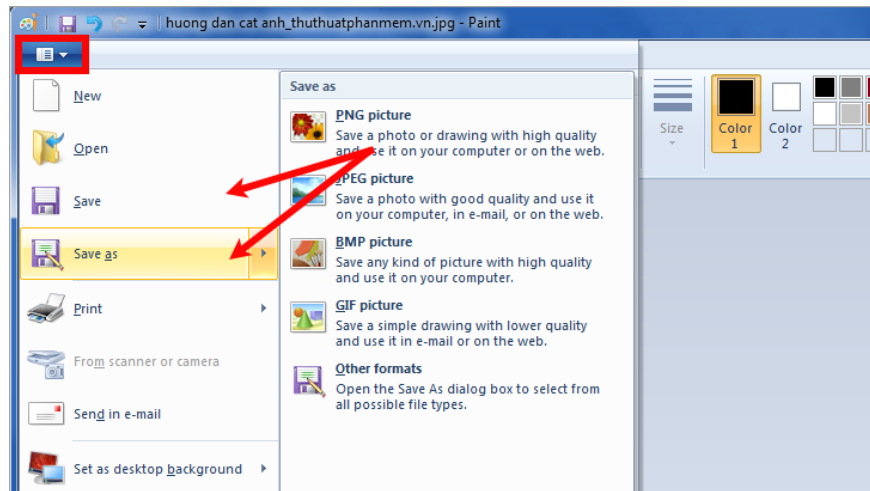 huong dan cat anh_thuthuatphanmem.vn.jpg - Paint
New
Open
Save
Save as
Print
From scanner or camera
Send in e-mail
Set as desktop background
Save as
PNG picture
Save a photo or drawing with high quality
and use it on your computer or on the web.
JPEG picture
Save a photo with good quality and use it
on your computer, in e-mail, or on the web.
BMP picture
Save any kind of picture with high quality
and use it on your computer.
GIF picture
Save a simple drawing with lower quality
and use it in e-mail or on the web.
Other formats
Open the Save As dialog box to select from
all possible file types.
Size
Color
1
Color
2